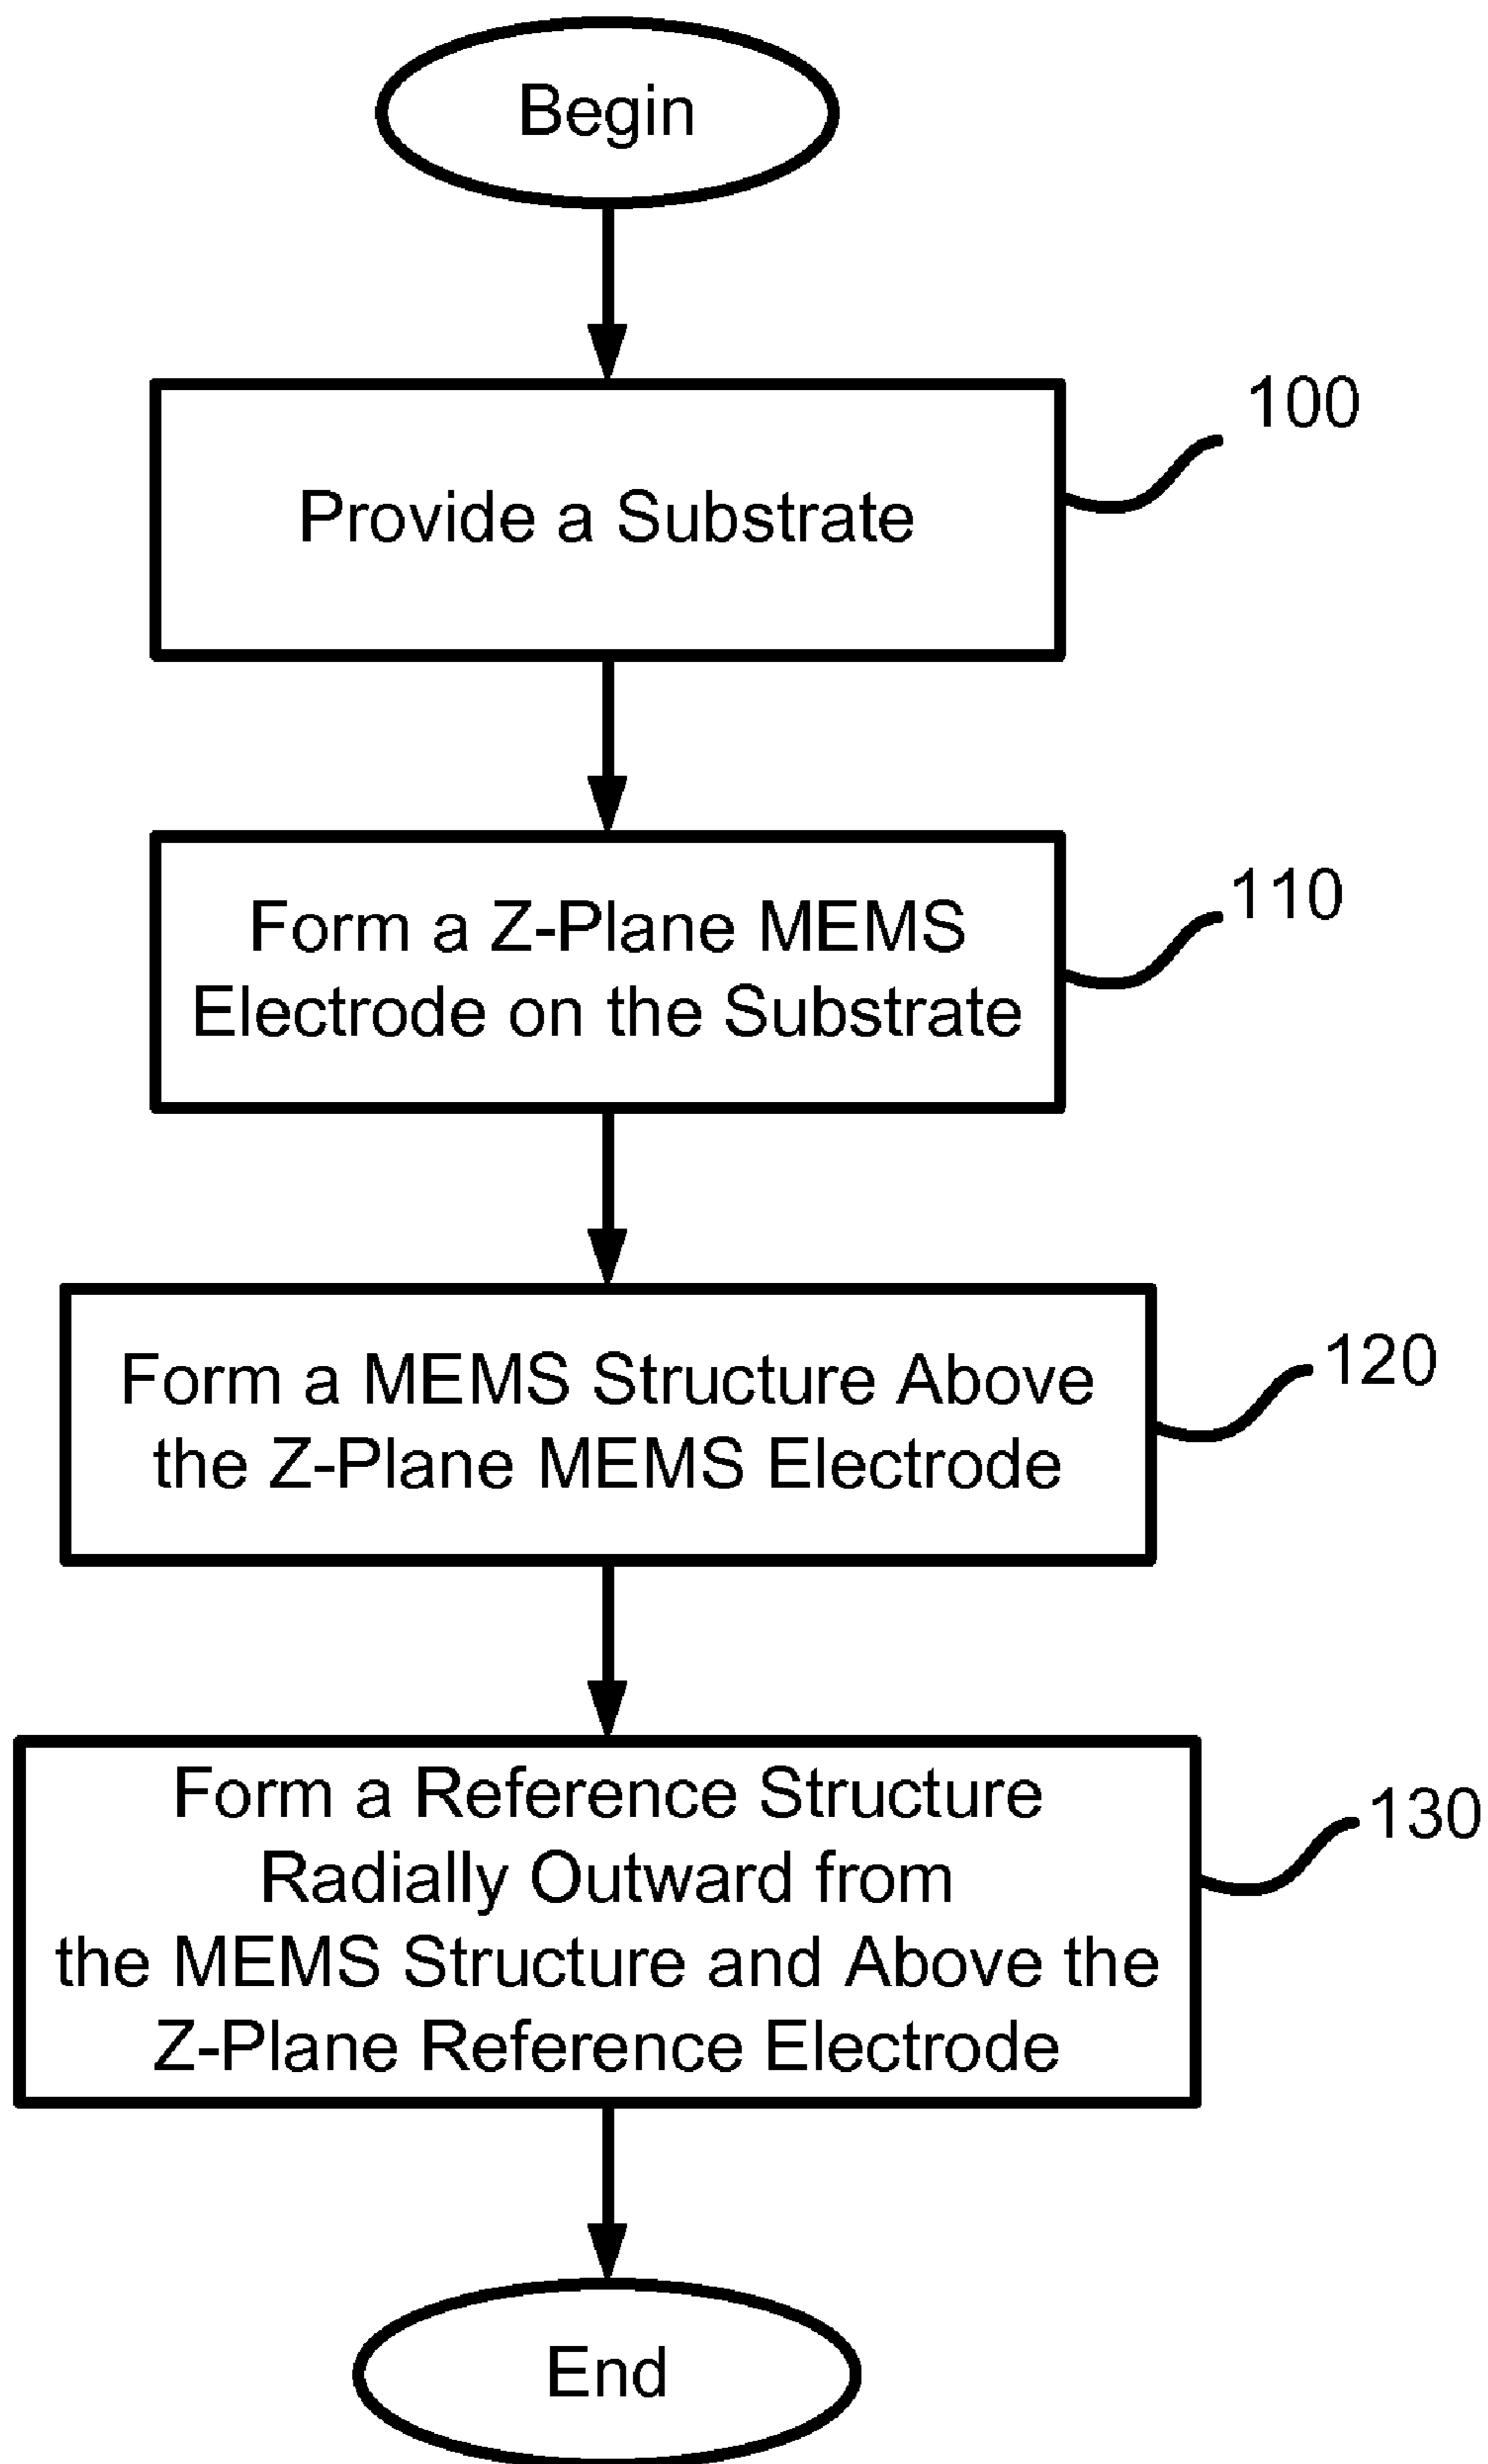 Begin
100
Provide a Substrate
110
Form a Z-Plane MEMS
Electrode on the Substrate
120
Form a MEMS Structure Above
the Z-Plane MEMS Electrode
130
Form a Reference Structure
Radially Outward from
the MEMS Structure and Above the
Z-Plane Reference Electrode
End